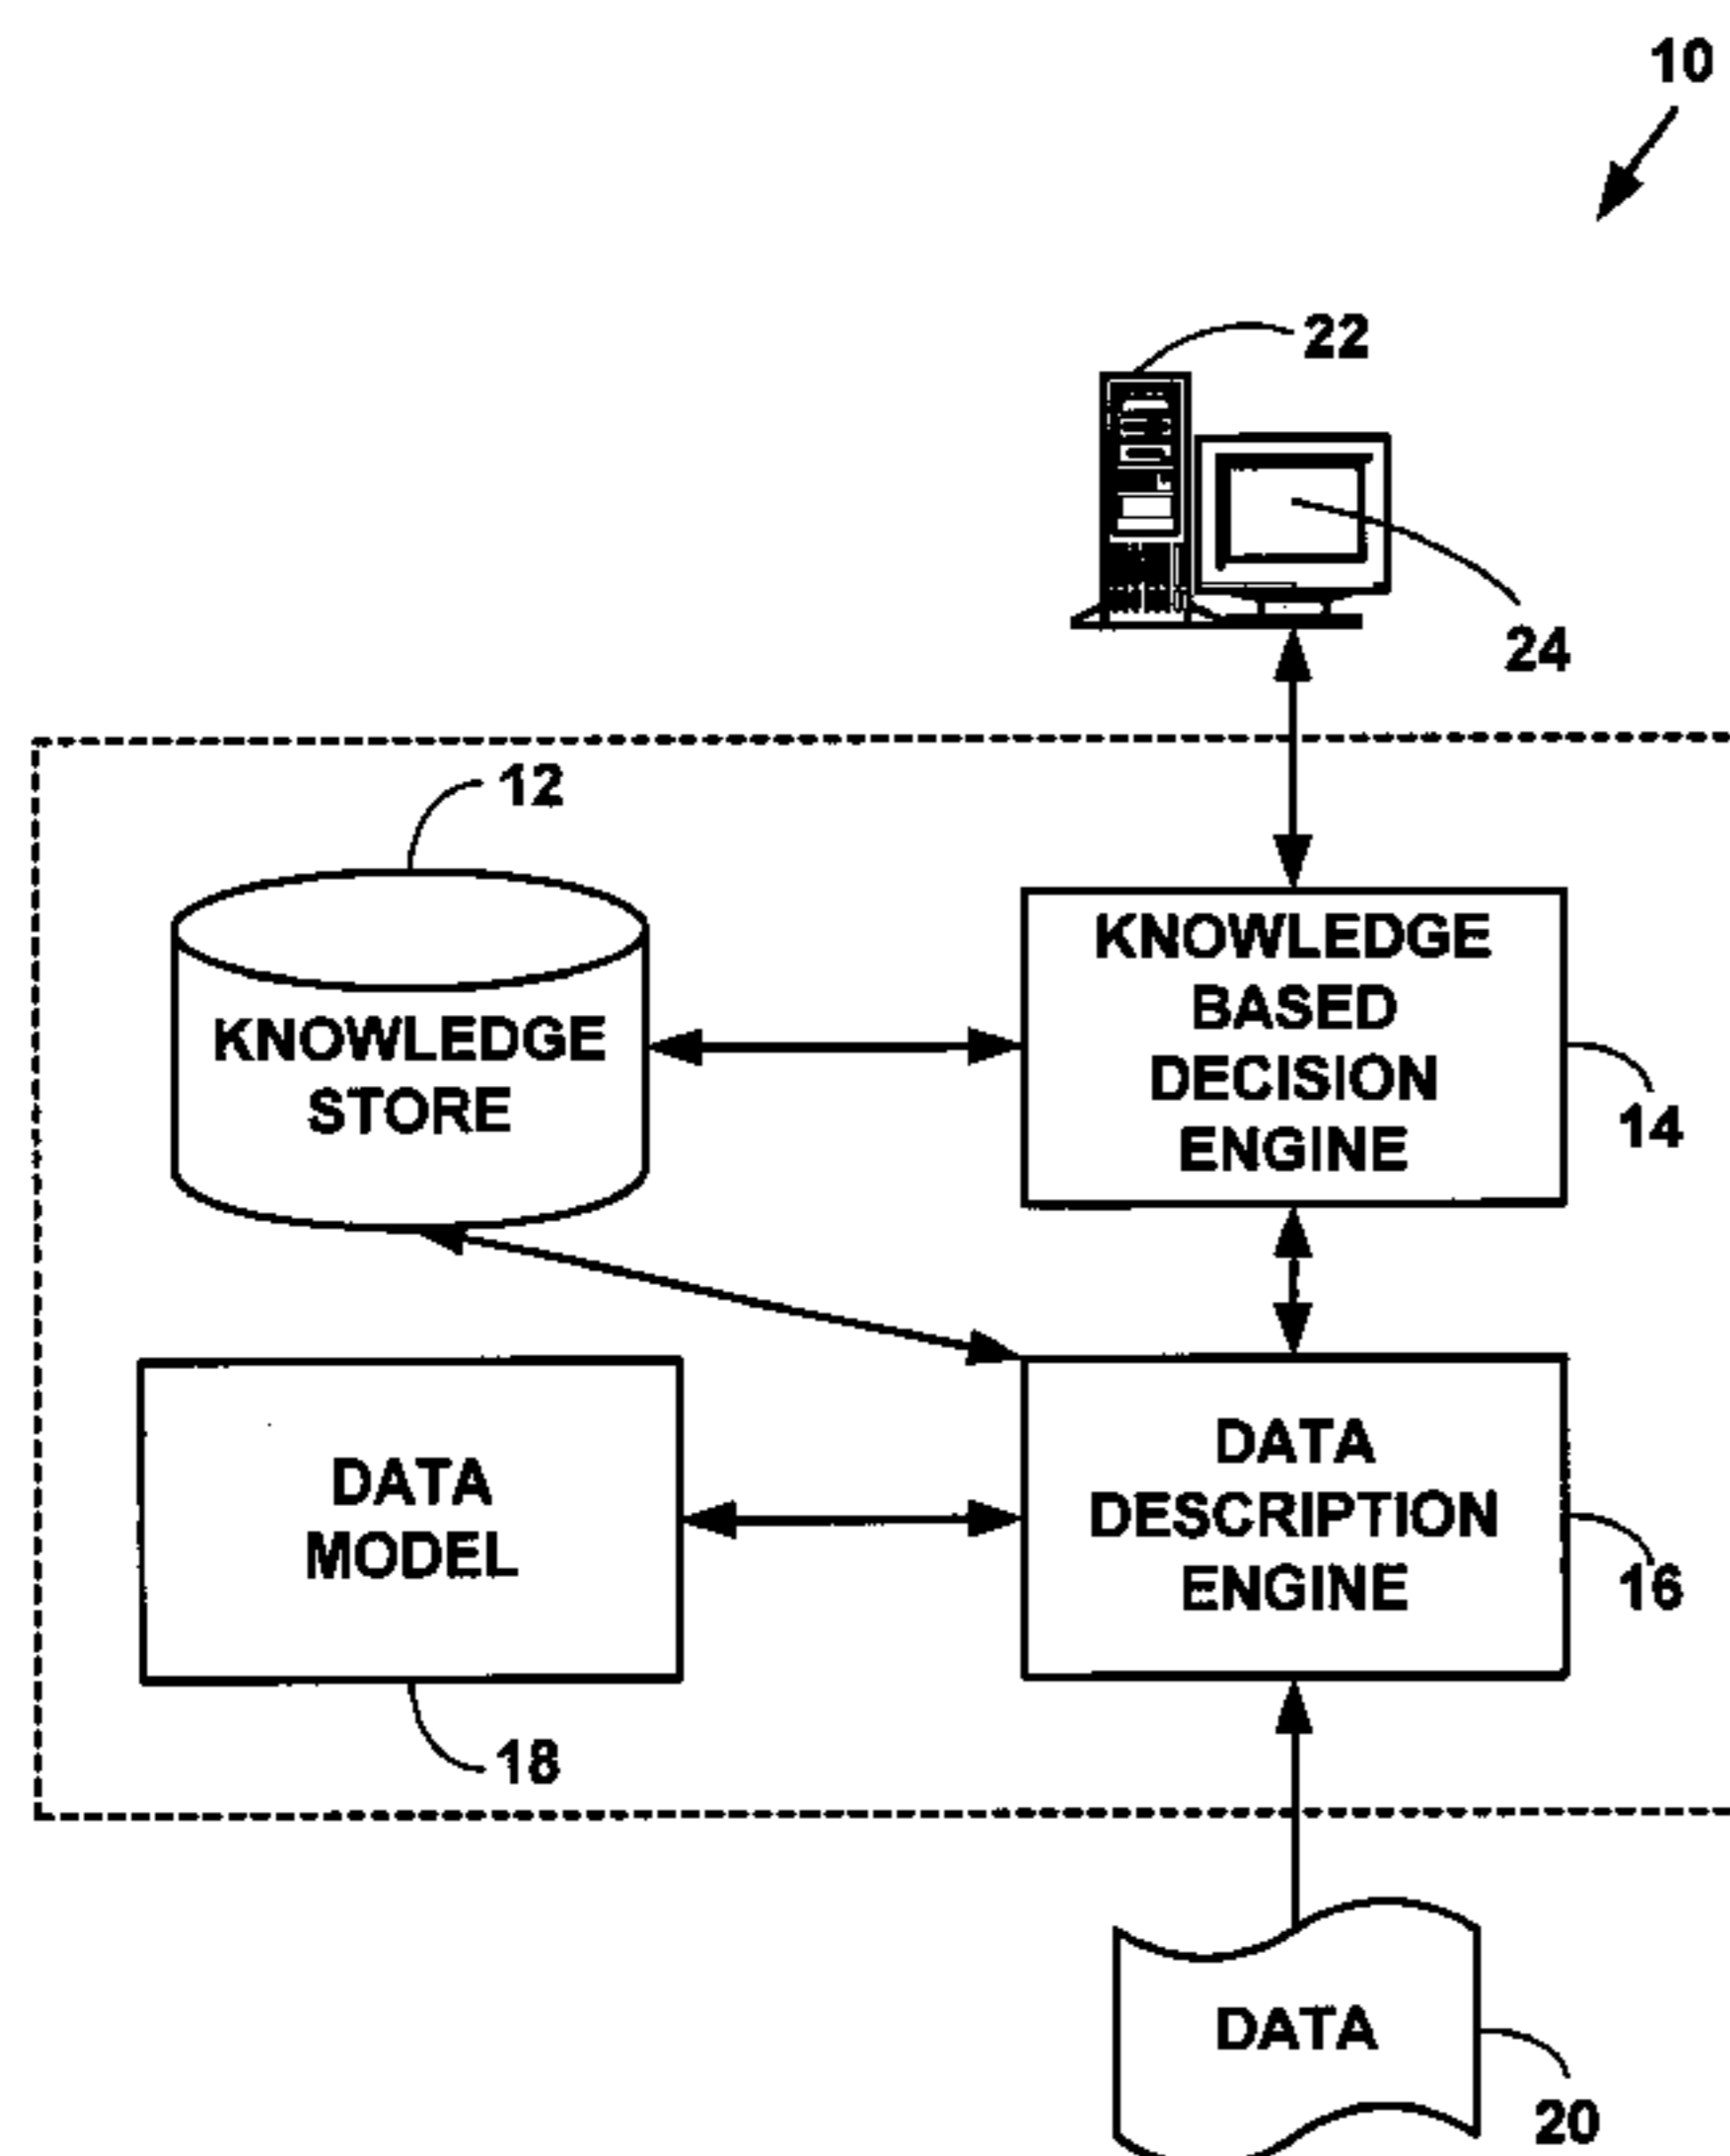 10
22
24
12
KNOWLEDGE
STORE
KNOWLEDGE
BASED
DECISION
ENGINE
14
DATA
MODEL
18
DATA
DESCRIPTION
ENGINE
16
DATA
20